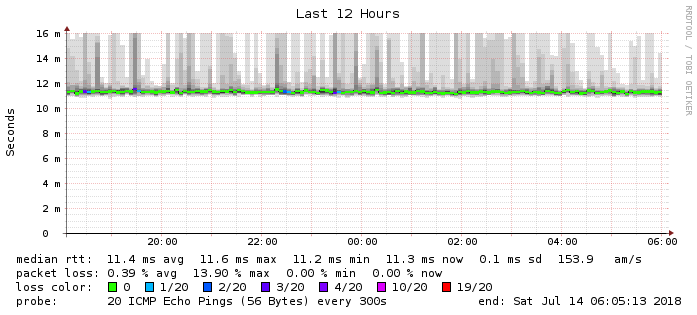 Last 12 Hours
RRDTOOL / TOBI OETIKER
Seconds
16 m
14 m
12 m
10 m
8 m
6 m
4 m
2 m
0
20:00 22:00 00:00 02:00 04:00 06:00
median rtt: 11.4 ms avg 11.6 ms max 11.2 ms min 11.3 ms now 0.1 ms sd 153.9 am/s
packet loss: 0.39 % avg 13.90 % max 0.00 % min 0.00 % now
loss color: 0 1/20 2/20 3/20 4/20 10/20 19/20
probe: 20 ICMP Echo Pings (56 Bytes) every 300s end: Sat Jul 14 06:05:13 2018